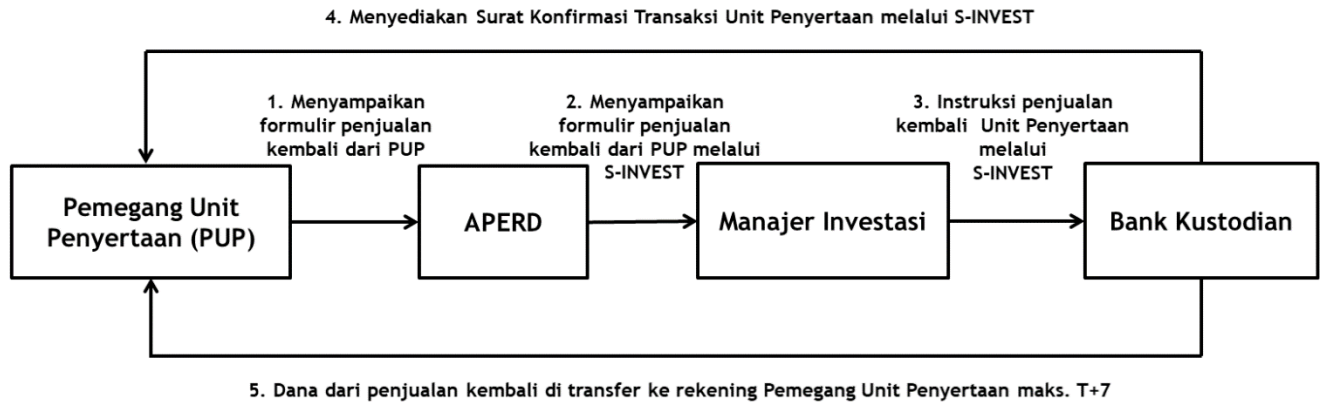 4. Menyediakan Surat Konfirmasi Transaksi Unit Penyertaan melalui S-INVEST
1. Menyampaikan
formulir penjualan
kembali dari PUP
2. Menyampaikan
formulir penjualan
kembali dari PUP melalui
S-INVEST
3. Instruksi penjualan
kembali Unit Penyertaan
melalui
S-INVEST
Pemegang Unit
Penyertaan (PUP)
APERD
Manajer Investasi
Bank Kustodian
5. Dana dari penjualan kembali di transfer ke rekening Pemegang Unit Penyertaan maks. T+7